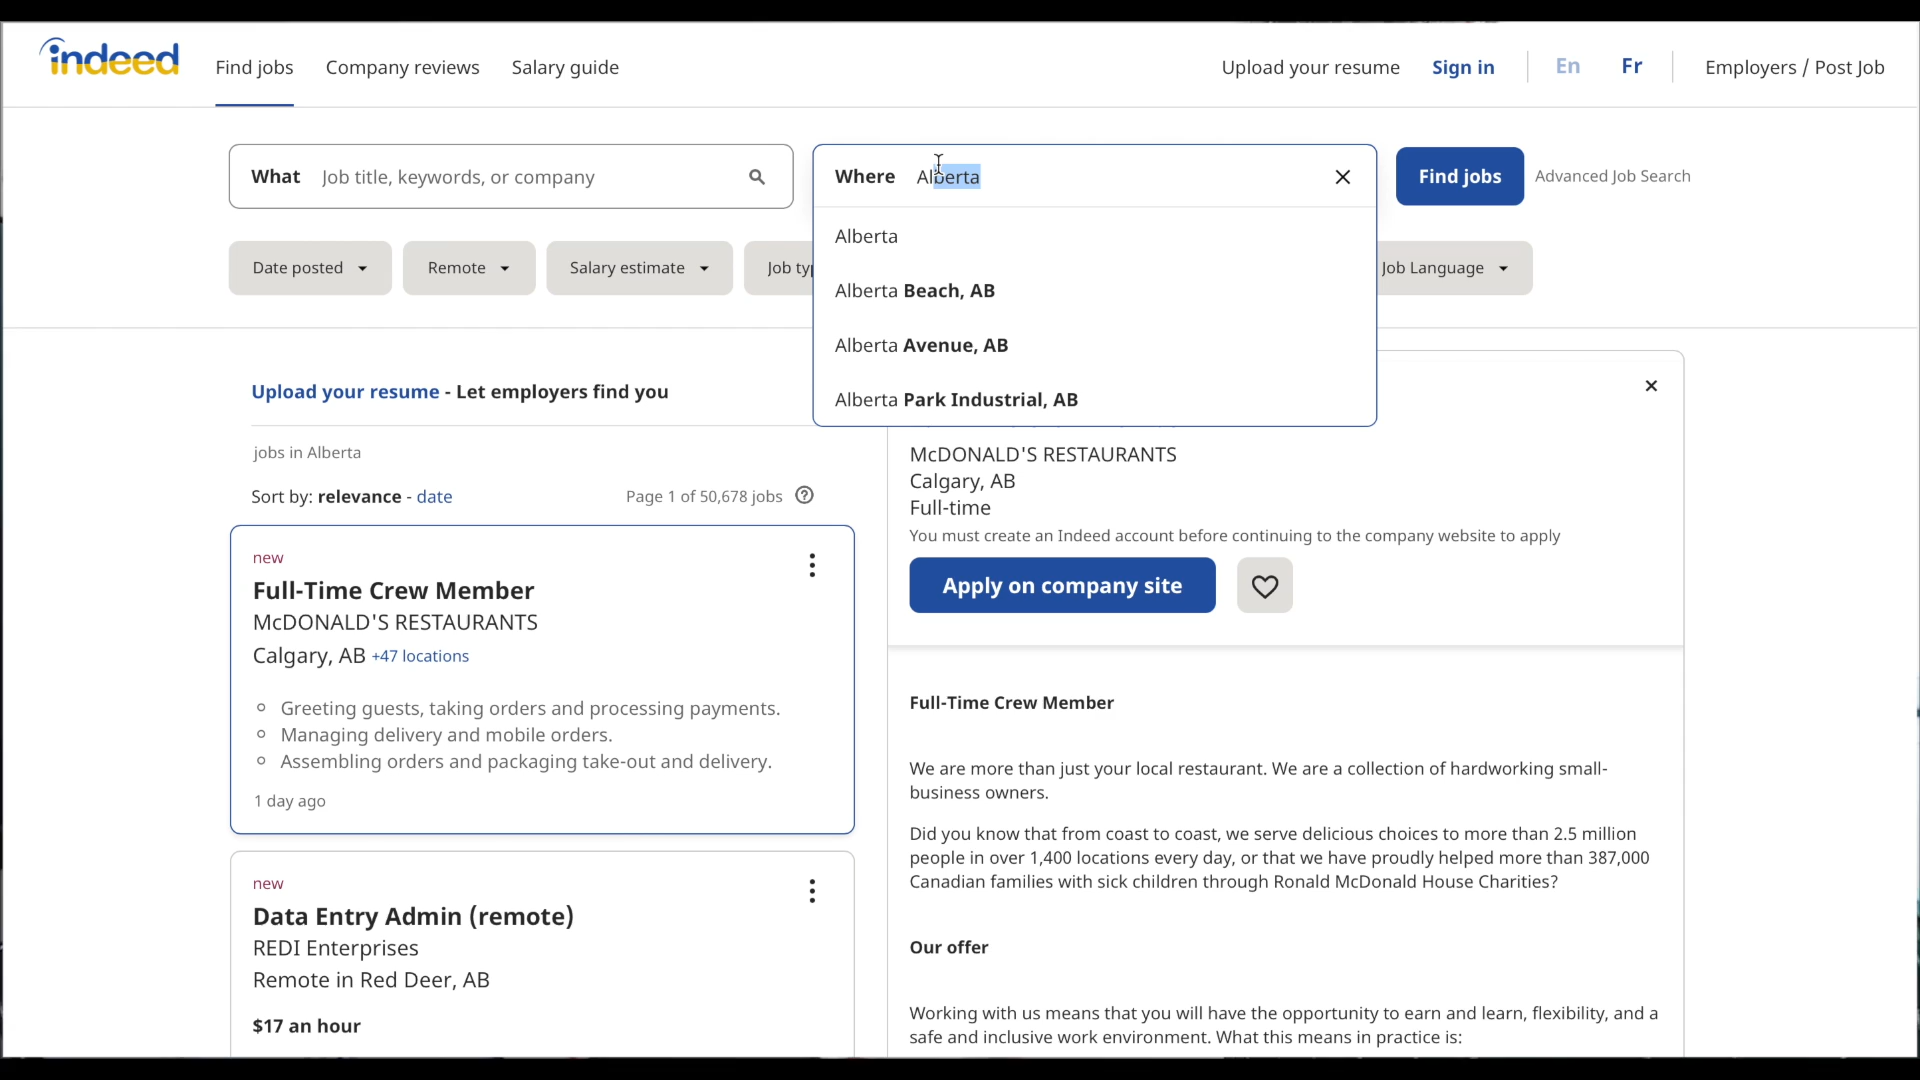 indeed
Find jobs
Company reviews
Salary guide
Upload your resume
Sign in
En
Fr
Employers / Post Job
What Job title, keywords, or company
Where Alberta
Find jobs
Advanced Job Search
Alberta
Alberta Beach, AB
Alberta Avenue, AB
Alberta Park Industrial, AB
Date posted
Remote
Salary estimate
Job typ
Job Language
Upload your resume - Let employers find you
jobs in Alberta
Sort by: relevance - date
Page 1 of 50,678 jobs
new
Full-Time Crew Member
McDONALD'S RESTAURANTS
Calgary, AB +47 locations
Greeting guests, taking orders and processing payments.
Managing delivery and mobile orders.
Assembling orders and packaging take-out and delivery.
1 day ago
new
Data Entry Admin (remote)
REDI Enterprises
Remote in Red Deer, AB
$17 an hour
McDONALD'S RESTAURANTS
Calgary, AB
Full-time
You must create an Indeed account before continuing to the company website to apply
Apply on company site
Full-Time Crew Member
We are more than just your local restaurant. We are a collection of hardworking small-
business owners.
Did you know that from coast to coast, we serve delicious choices to more than 2.5 million
people in over 1,400 locations every day, or that we have proudly helped more than 387,000
Canadian families with sick children through Ronald McDonald House Charities?
Our offer
Working with us means that you will have the opportunity to earn and learn, flexibility, and a
safe and inclusive work environment. What this means in practice is: